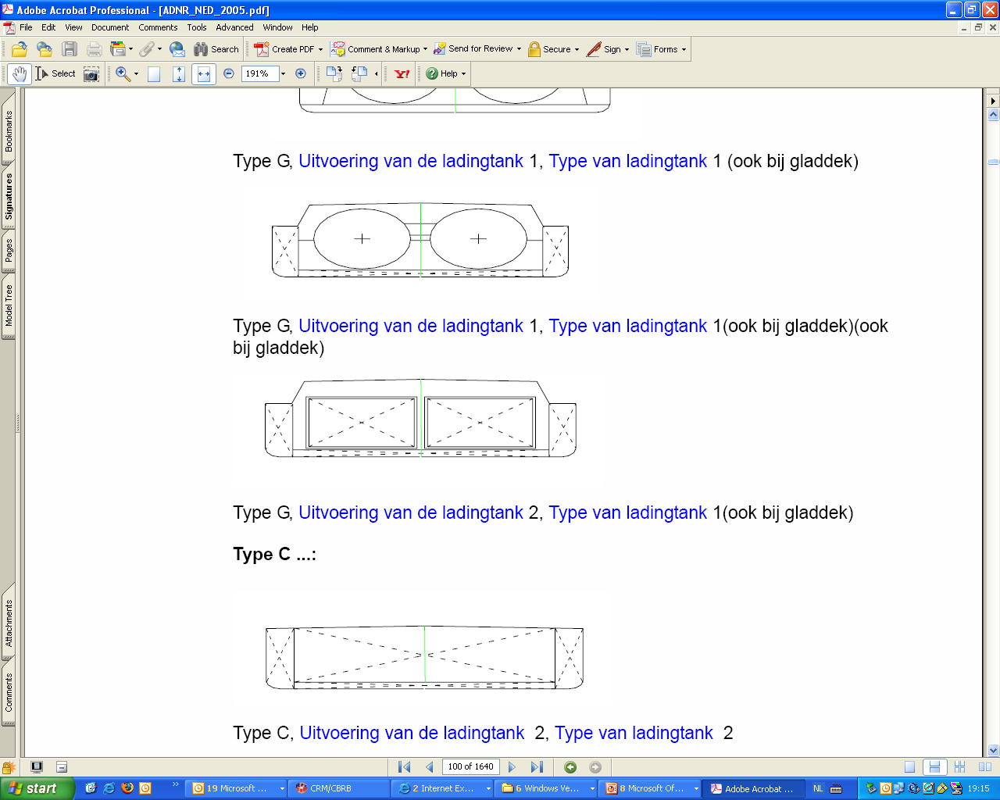 Adobe Acrobat Professional - [ADNR_NED_2005.pdf]
File Edit View Document Comments Tools Advanced Window Help
Search Create PDF Comment & Markup Send for Review Secure Sign Forms
Select 191% Y! Help
Bookmarks
Signatures
Pages
Model Tree
Attachments
Comments
Type G, Uitvoering van de ladingtank 1, Type van ladingtank 1 (ook bij gladdek)
Type G, Uitvoering van de ladingtank 1, Type van ladingtank 1(ook bij gladdek)(ook
bij gladdek)
Type G, Uitvoering van de ladingtank 2, Type van ladingtank 1(ook bij gladdek)
Type C ...:
Type C, Uitvoering van de ladingtank 2, Type van ladingtank 2
100 of 1640
start 19 Microsoft ... CRM/CBRB 2 Internet Ex... 6 Windows Ve... 8 Microsoft Of... Adobe Acrobat ... NL 19:15